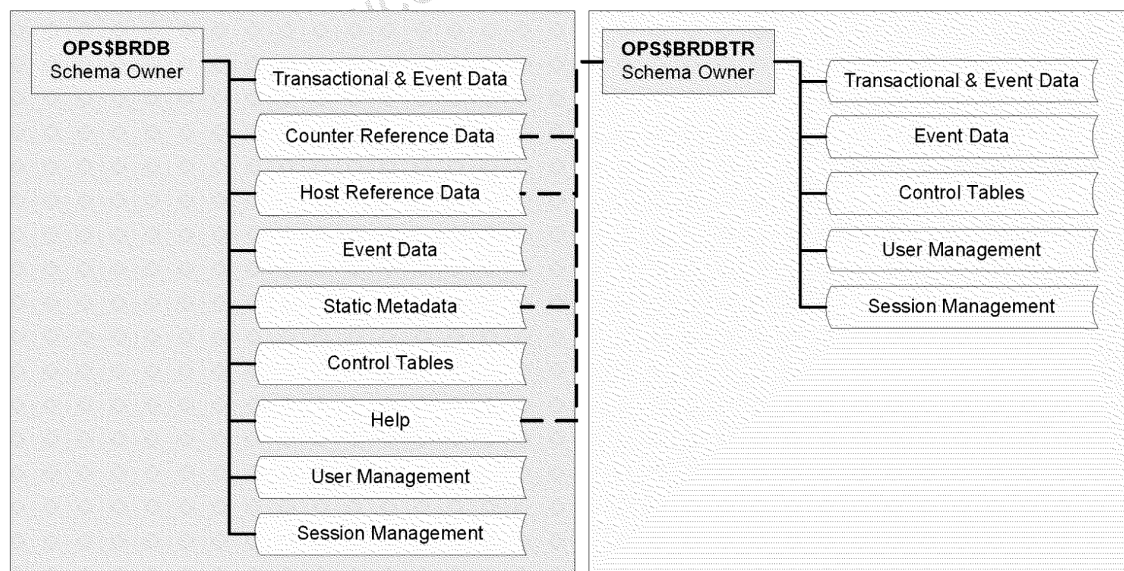 OPS$BRDB
Schema Owner
Transactional & Event Data
Counter Reference Data
Host Reference Data
Event Data
Static Metadata
Control Tables
Help
User Management
Session Management
OPS$BRDBTR
Schema Owner
Transactional & Event Data
Event Data
Control Tables
User Management
Session Management